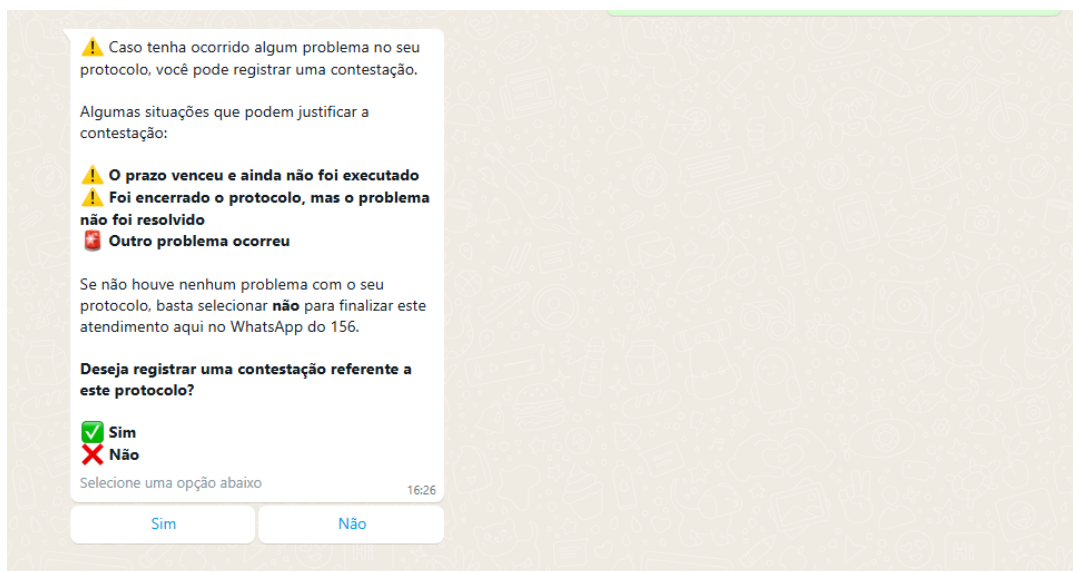 ⚠️ Caso tenha ocorrido algum problema no seu
protocolo, você pode registrar uma contestação.
Algumas situações que podem justificar a
contestação:
⚠️ O prazo venceu e ainda não foi executado
⚠️ Foi encerrado o protocolo, mas o problema
não foi resolvido
🚨 Outro problema ocorreu
Se não houve nenhum problema com o seu
protocolo, basta selecionar não para finalizar este
atendimento aqui no WhatsApp do 156.
Deseja registrar uma contestação referente a
este protocolo?
✅ Sim
❌ Não
Selecione uma opção abaixo
16:26
Sim
Não